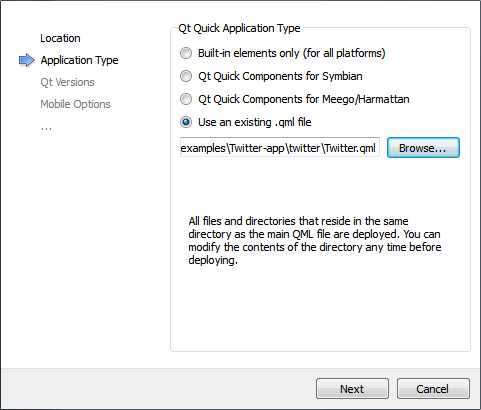 Location
Application Type
Qt Versions
Mobile Options
...
Qt Quick Application Type
Built-in elements only (for all platforms)
Qt Quick Components for Symbian
Qt Quick Components for Meego/Harmattan
Use an existing .qml file
examples\Twitter-app\twitter\Twitter.qml
Browse...
All files and directories that reside in the same
directory as the main QML file are deployed. You can
modify the contents of the directory any time before
deploying.
Next
Cancel